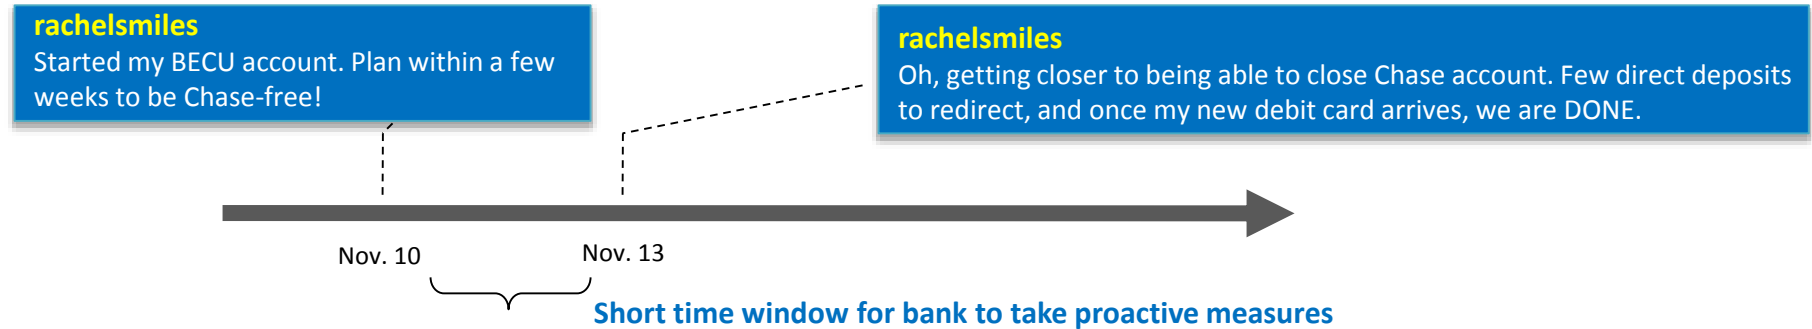 rachelsmiles
Started my BECU account. Plan within a few
weeks to be Chase-free!
rachelsmiles
Oh, getting closer to being able to close Chase account. Few direct deposits
to redirect, and once my new debit card arrives, we are DONE.
Nov. 10
Nov. 13
Short time window for bank to take proactive measures